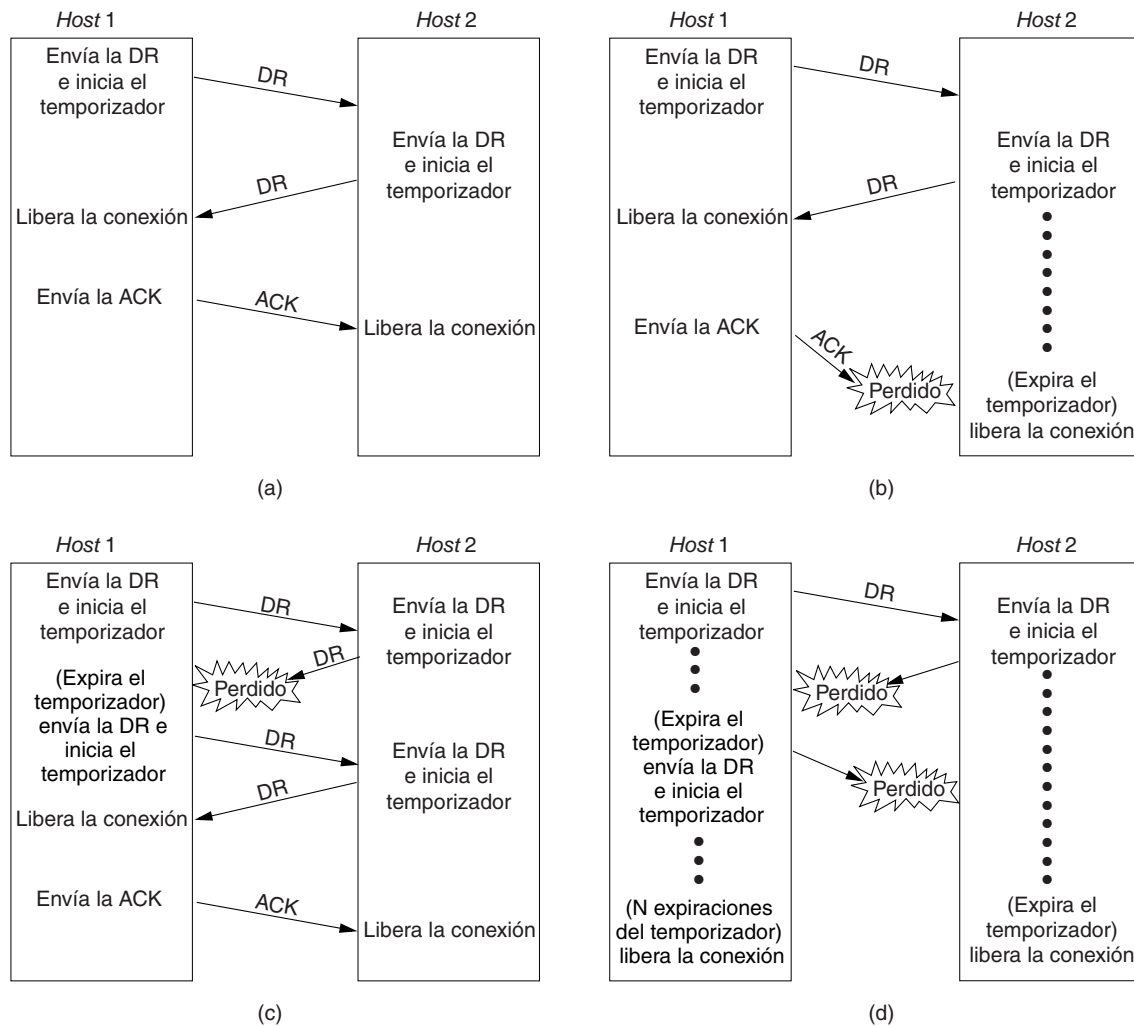 Host 1
Host 2
Envía la DR
e inicia el
temporizador
DR
Envía la DR
e inicia el
temporizador
DR
Libera la conexión
Envía la ACK
ACK
Libera la conexión
(a)
Host 1
Host 2
Envía la DR
e inicia el
temporizador
DR
Envía la DR
e inicia el
temporizador
DR
Libera la conexión
Envía la ACK
ACK
Perdido
(Expira el
temporizador)
libera la conexión
(b)
Host 1
Host 2
Envía la DR
e inicia el
temporizador
DR
Envía la DR
e inicia el
temporizador
DR
Perdido
(Expira el
temporizador)
envía la DR e
inicia el
temporizador
DR
Envía la DR
e inicia el
temporizador
DR
Libera la conexión
Envía la ACK
ACK
Libera la conexión
(c)
Host 1
Host 2
Envía la DR
e inicia el
temporizador
DR
Envía la DR
e inicia el
temporizador
Perdido
(Expira el
temporizador)
envía la DR
e inicia el
temporizador
Perdido
(N expiraciones
del temporizador)
libera la conexión
(Expira el
temporizador)
libera la conexión
(d)